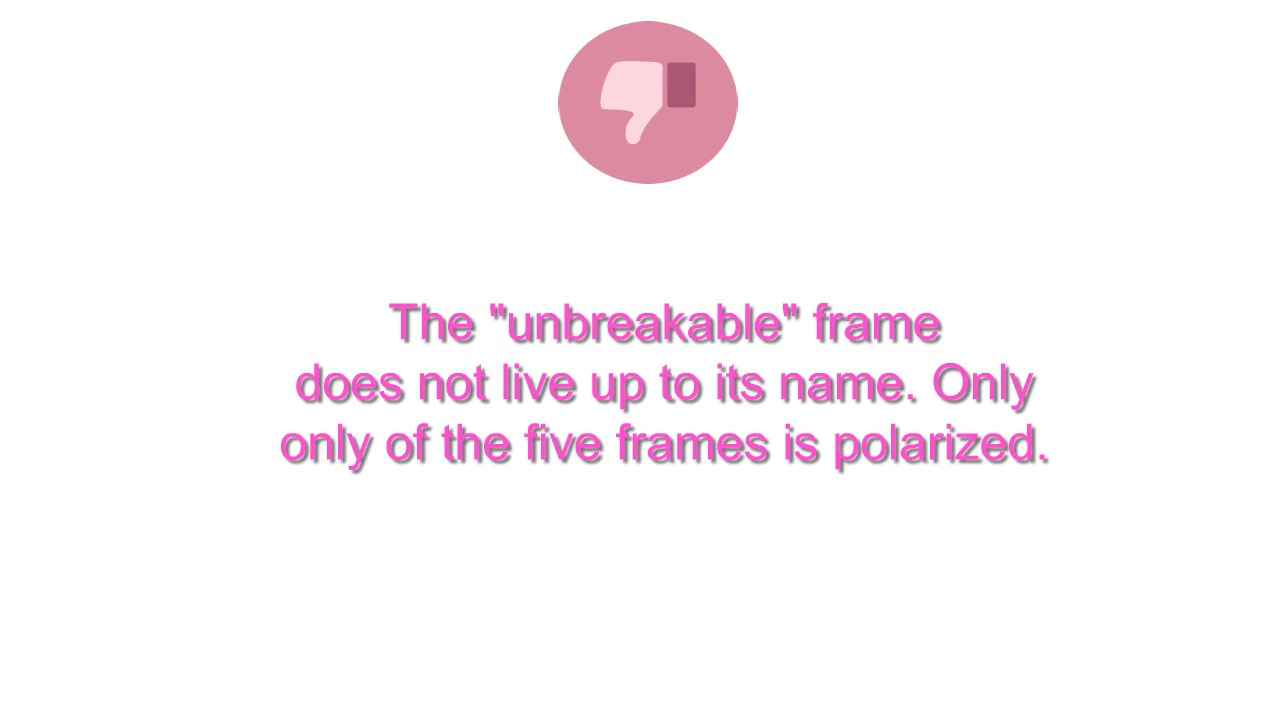 The "unbreakable" frame
does not live up to its name. Only
only of the five frames is polarized.